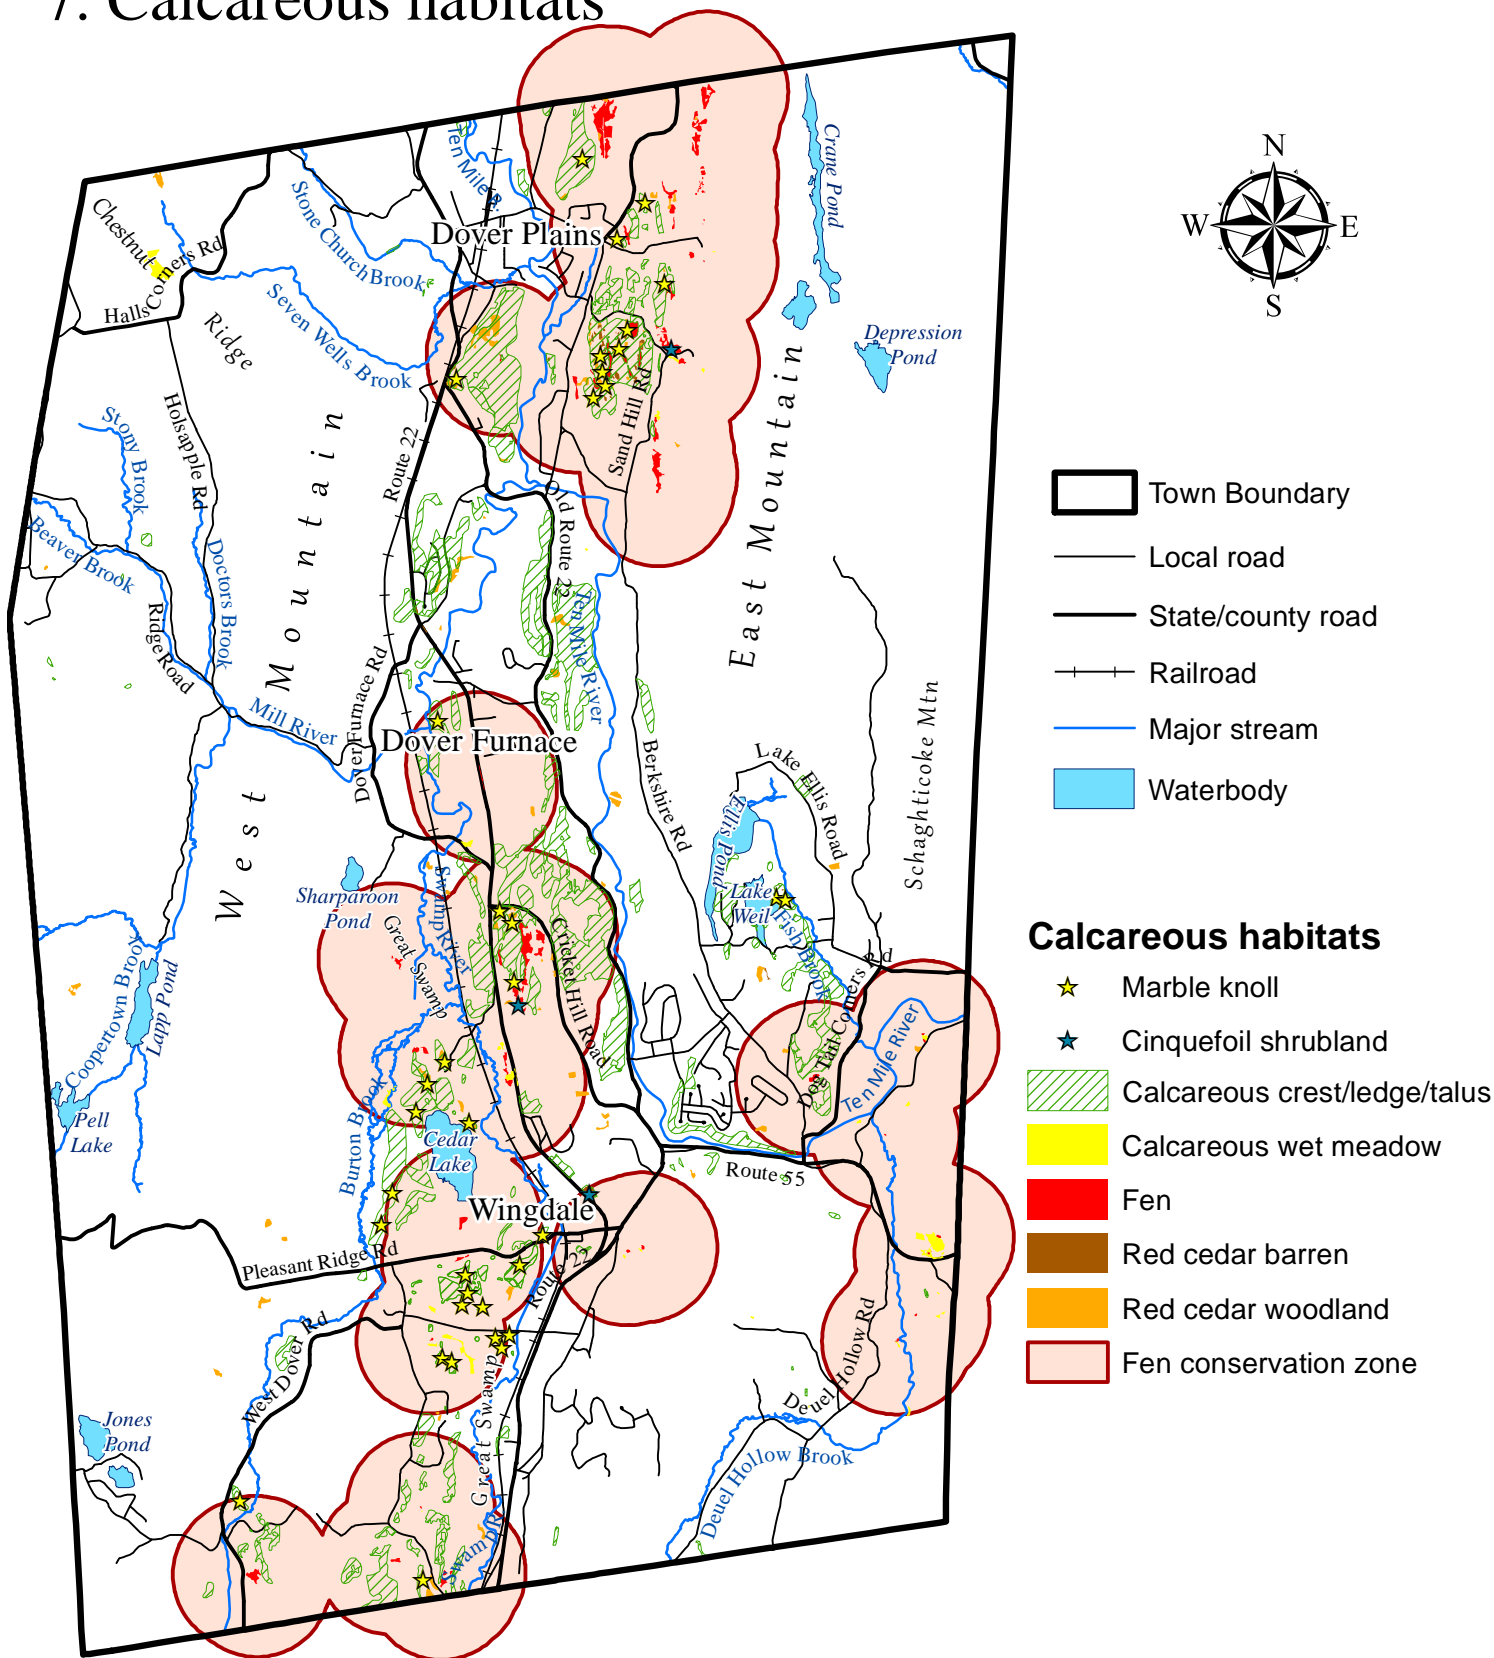 7. Calcareous habitats
N
W
E
S
Crane Pond
Ten Mile R.
Stone Church Brook
Chestnut
Ridge
Halls Corners Rd
Dover Plains
Seven Wells Brook
Depression
Pond
Holsapple Rd
Stony Brook
Route 22
Sand Hill Rd
East Mountain
West Mountain
Beaver Brook
Doctors Brook
Ridge Road
Old Route 22
Ten Mile River
Dover Furnace Rd
Mill River
Dover Furnace
Berkshire Rd
Lake Ellis Road
Schaghticoke Mtn
Ellis Pond
Lake
Weil
Fish Brook
Sharparoon
Pond
Great Swamp
Swamp River
Cricket Hill Road
Dog Tail Corners Rd
Ten Mile River
Coopertown Brook
Lapp Pond
Pell
Lake
Burton Brook
Cedar
Lake
Route 55
Wingdale
Pleasant Ridge Rd
Route 22
West Dover Rd
Great Swamp
Deuel Hollow Rd
Deuel Hollow Brook
Jones
Pond
Swamp R
Town Boundary
Local road
State/county road
Railroad
Major stream
Waterbody
Calcareous habitats
Marble knoll
Cinquefoil shrubland
Calcareous crest/ledge/talus
Calcareous wet meadow
Fen
Red cedar barren
Red cedar woodland
Fen conservation zone